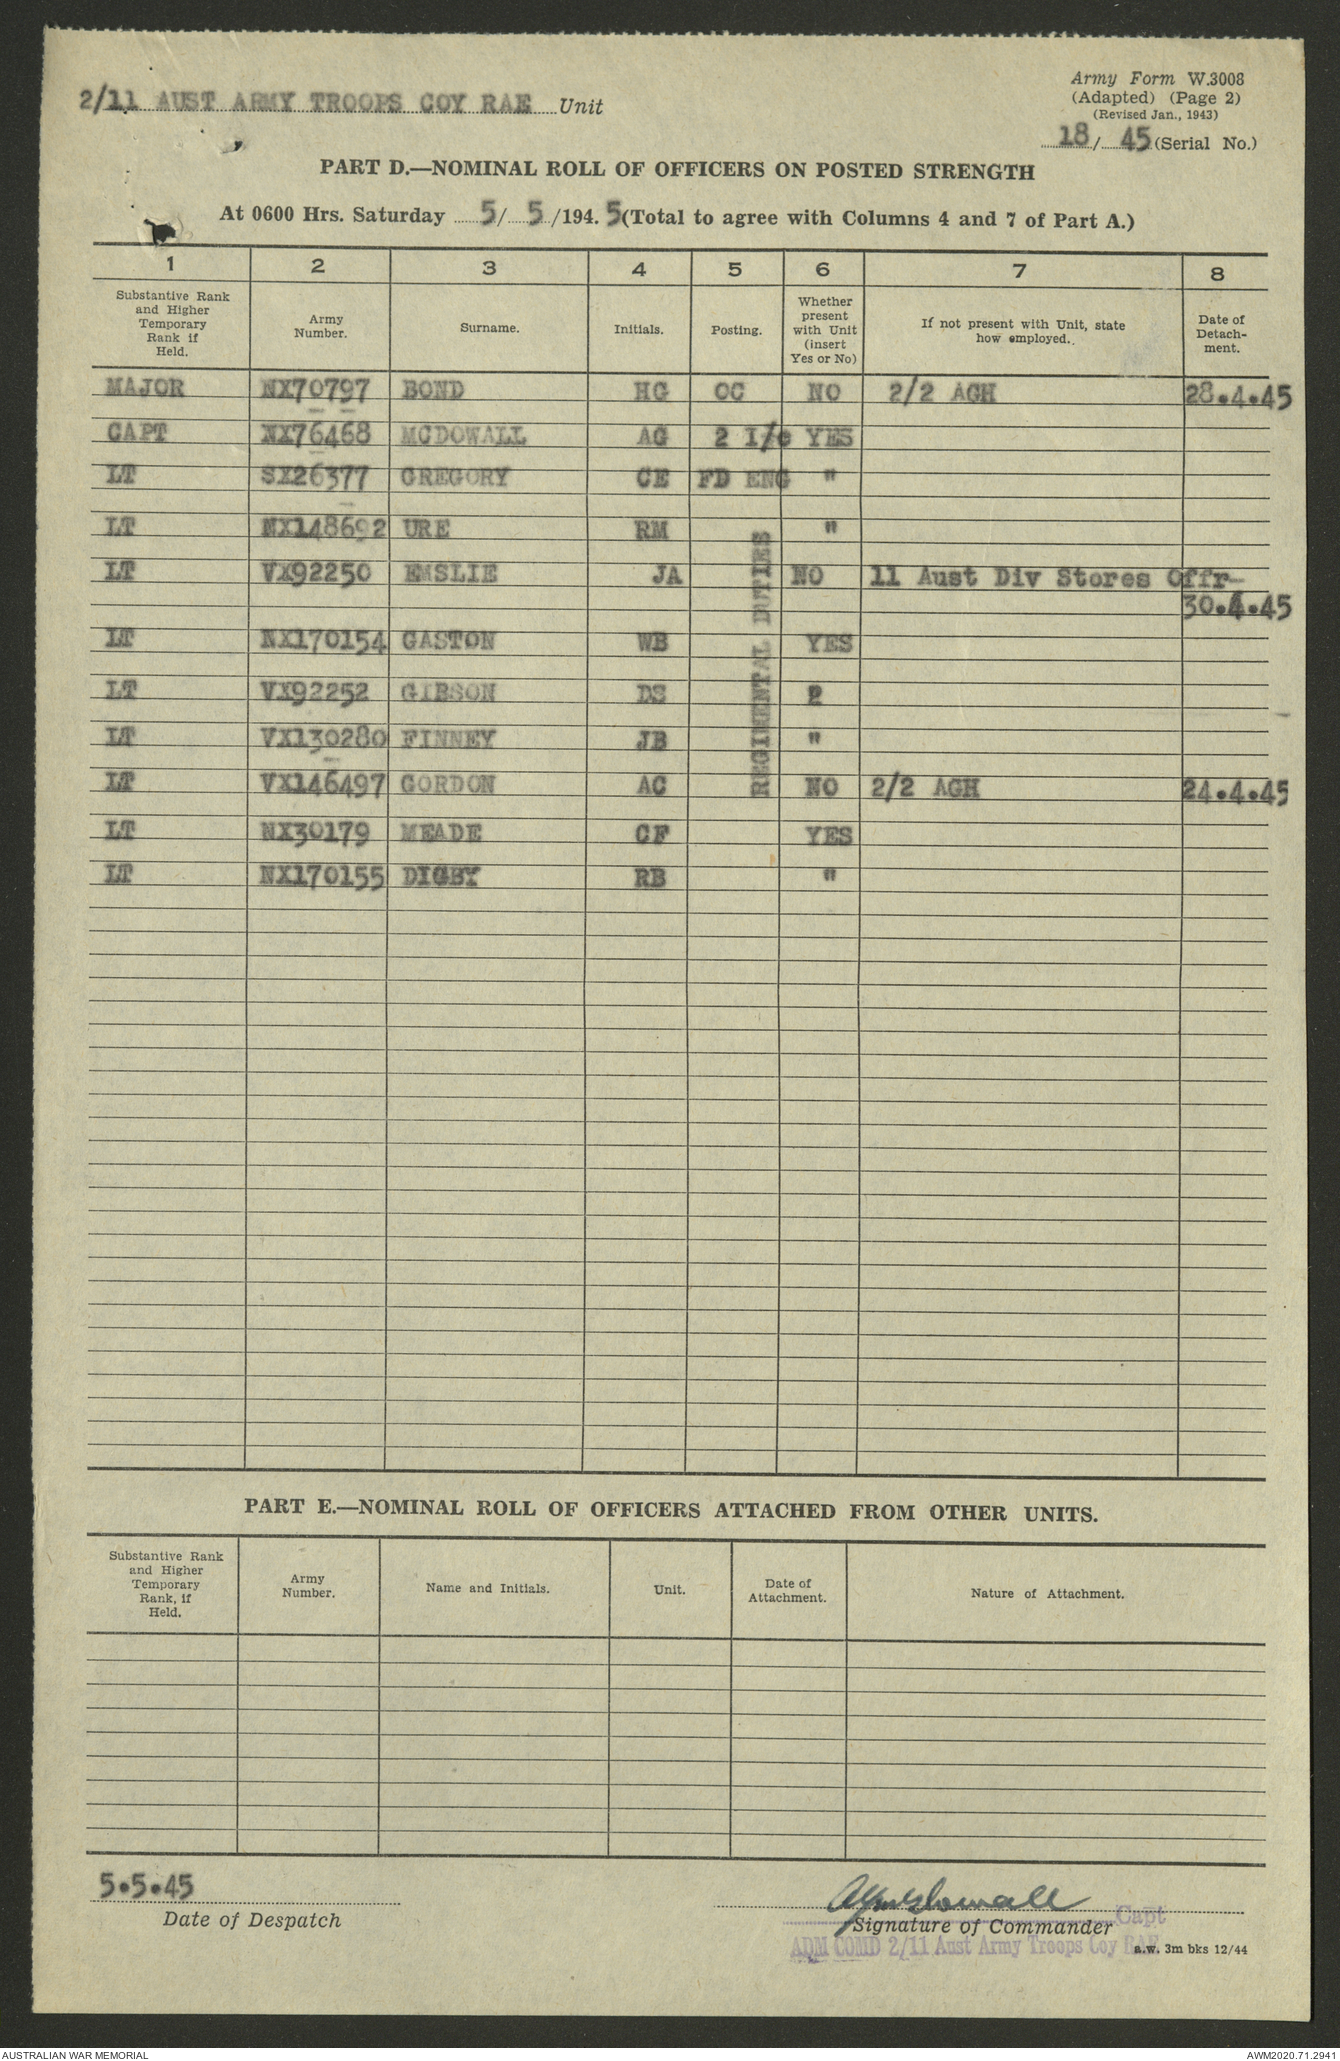 2/11 AUST ARMY TROOPS COY RAE Unit
Army Form W.3008
(Adapted) (Page 2)
(Revised Jan., 1943)
18/ 45 (Serial No.)
PART D.—NOMINAL ROLL OF OFFICERS ON POSTED STRENGTH
At 0600 Hrs. Saturday 5/ 5 /194.5 (Total to agree with Columns 4 and 7 of Part A.)
1 2 3 4 5 6 7 8
Substantive Rank and Higher Temporary Rank if Held. Army Number. Surname. Initials. Posting. Whether present with Unit (insert Yes or No) If not present with Unit, state how employed. Date of Detach-ment.
MAJOR NX70797 BOND HG OC NO 2/2 AGH 28.4.45
CAPT NX76468 MCDOWALL AG 2 I/c YES
LT SX26377 GREGORY CE FD ENG "
LT NX148692 URE RM "
REGIMENTAL DUTIES
LT VX92250 EMSLIE JA NO 11 Aust Div Stores Offr-
30.4.45
LT NX170154 GASTON WB YES
LT VX92252 GIBSON DS 2
LT VX130280 FINNEY JB "
LT VX146497 GORDON AC NO 2/2 AGH 24.4.45
LT NX30179 MEADE CF YES
LT NX170155 DIGBY RB "
PART E.—NOMINAL ROLL OF OFFICERS ATTACHED FROM OTHER UNITS.
Substantive Rank and Higher Temporary Rank, if Held. Army Number. Name and Initials. Unit. Date of Attachment. Nature of Attachment.
5.5.45
Date of Despatch
AGMcDowall
Capt
Signature of Commander
ADM COMD 2/11 Aust Army Troops Coy RAE
a.w. 3m bks 12/44
AUSTRALIAN WAR MEMORIAL
AWM2020.71.2941